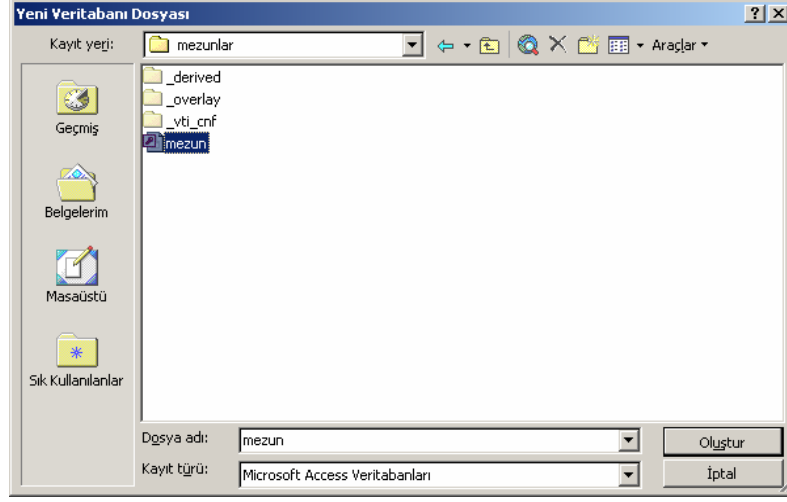 Yeni Veritabanı Dosyası
Kayıt yeri: mezunlar Araçlar
_derived
_overlay
_vti_cnf
mezun
Geçmiş
Belgelerim
Masaüstü
Sık Kullanılanlar
Dosya adı: mezun Oluştur
Kayıt türü: Microsoft Access Veritabanları İptal